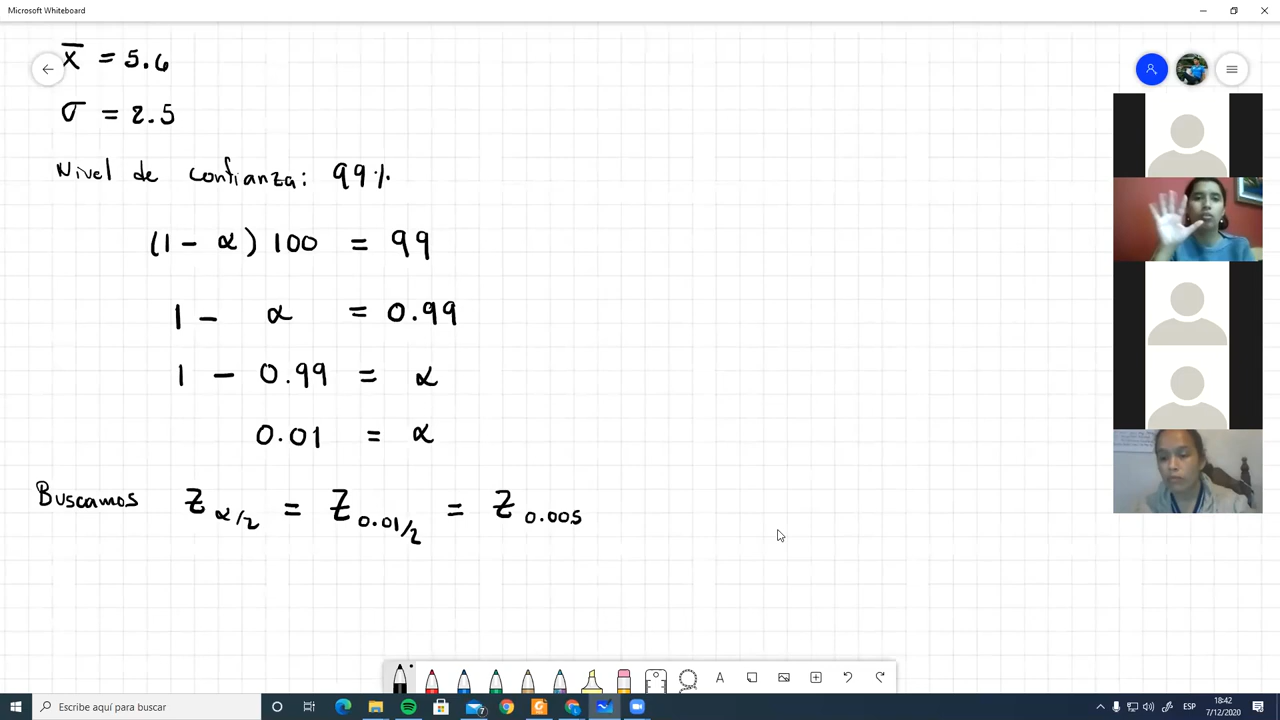 Microsoft Whiteboard
x̄ = 5.6
σ = 2.5
Nivel de confianza: 99%
(1 - α) 100 = 99
1 - α = 0.99
1 - 0.99 = α
0.01 = α
Buscamos Z α/2 = Z 0.01/2 = Z 0.005
Escribe aquí para buscar
7
ESP
18:42
7/12/2020